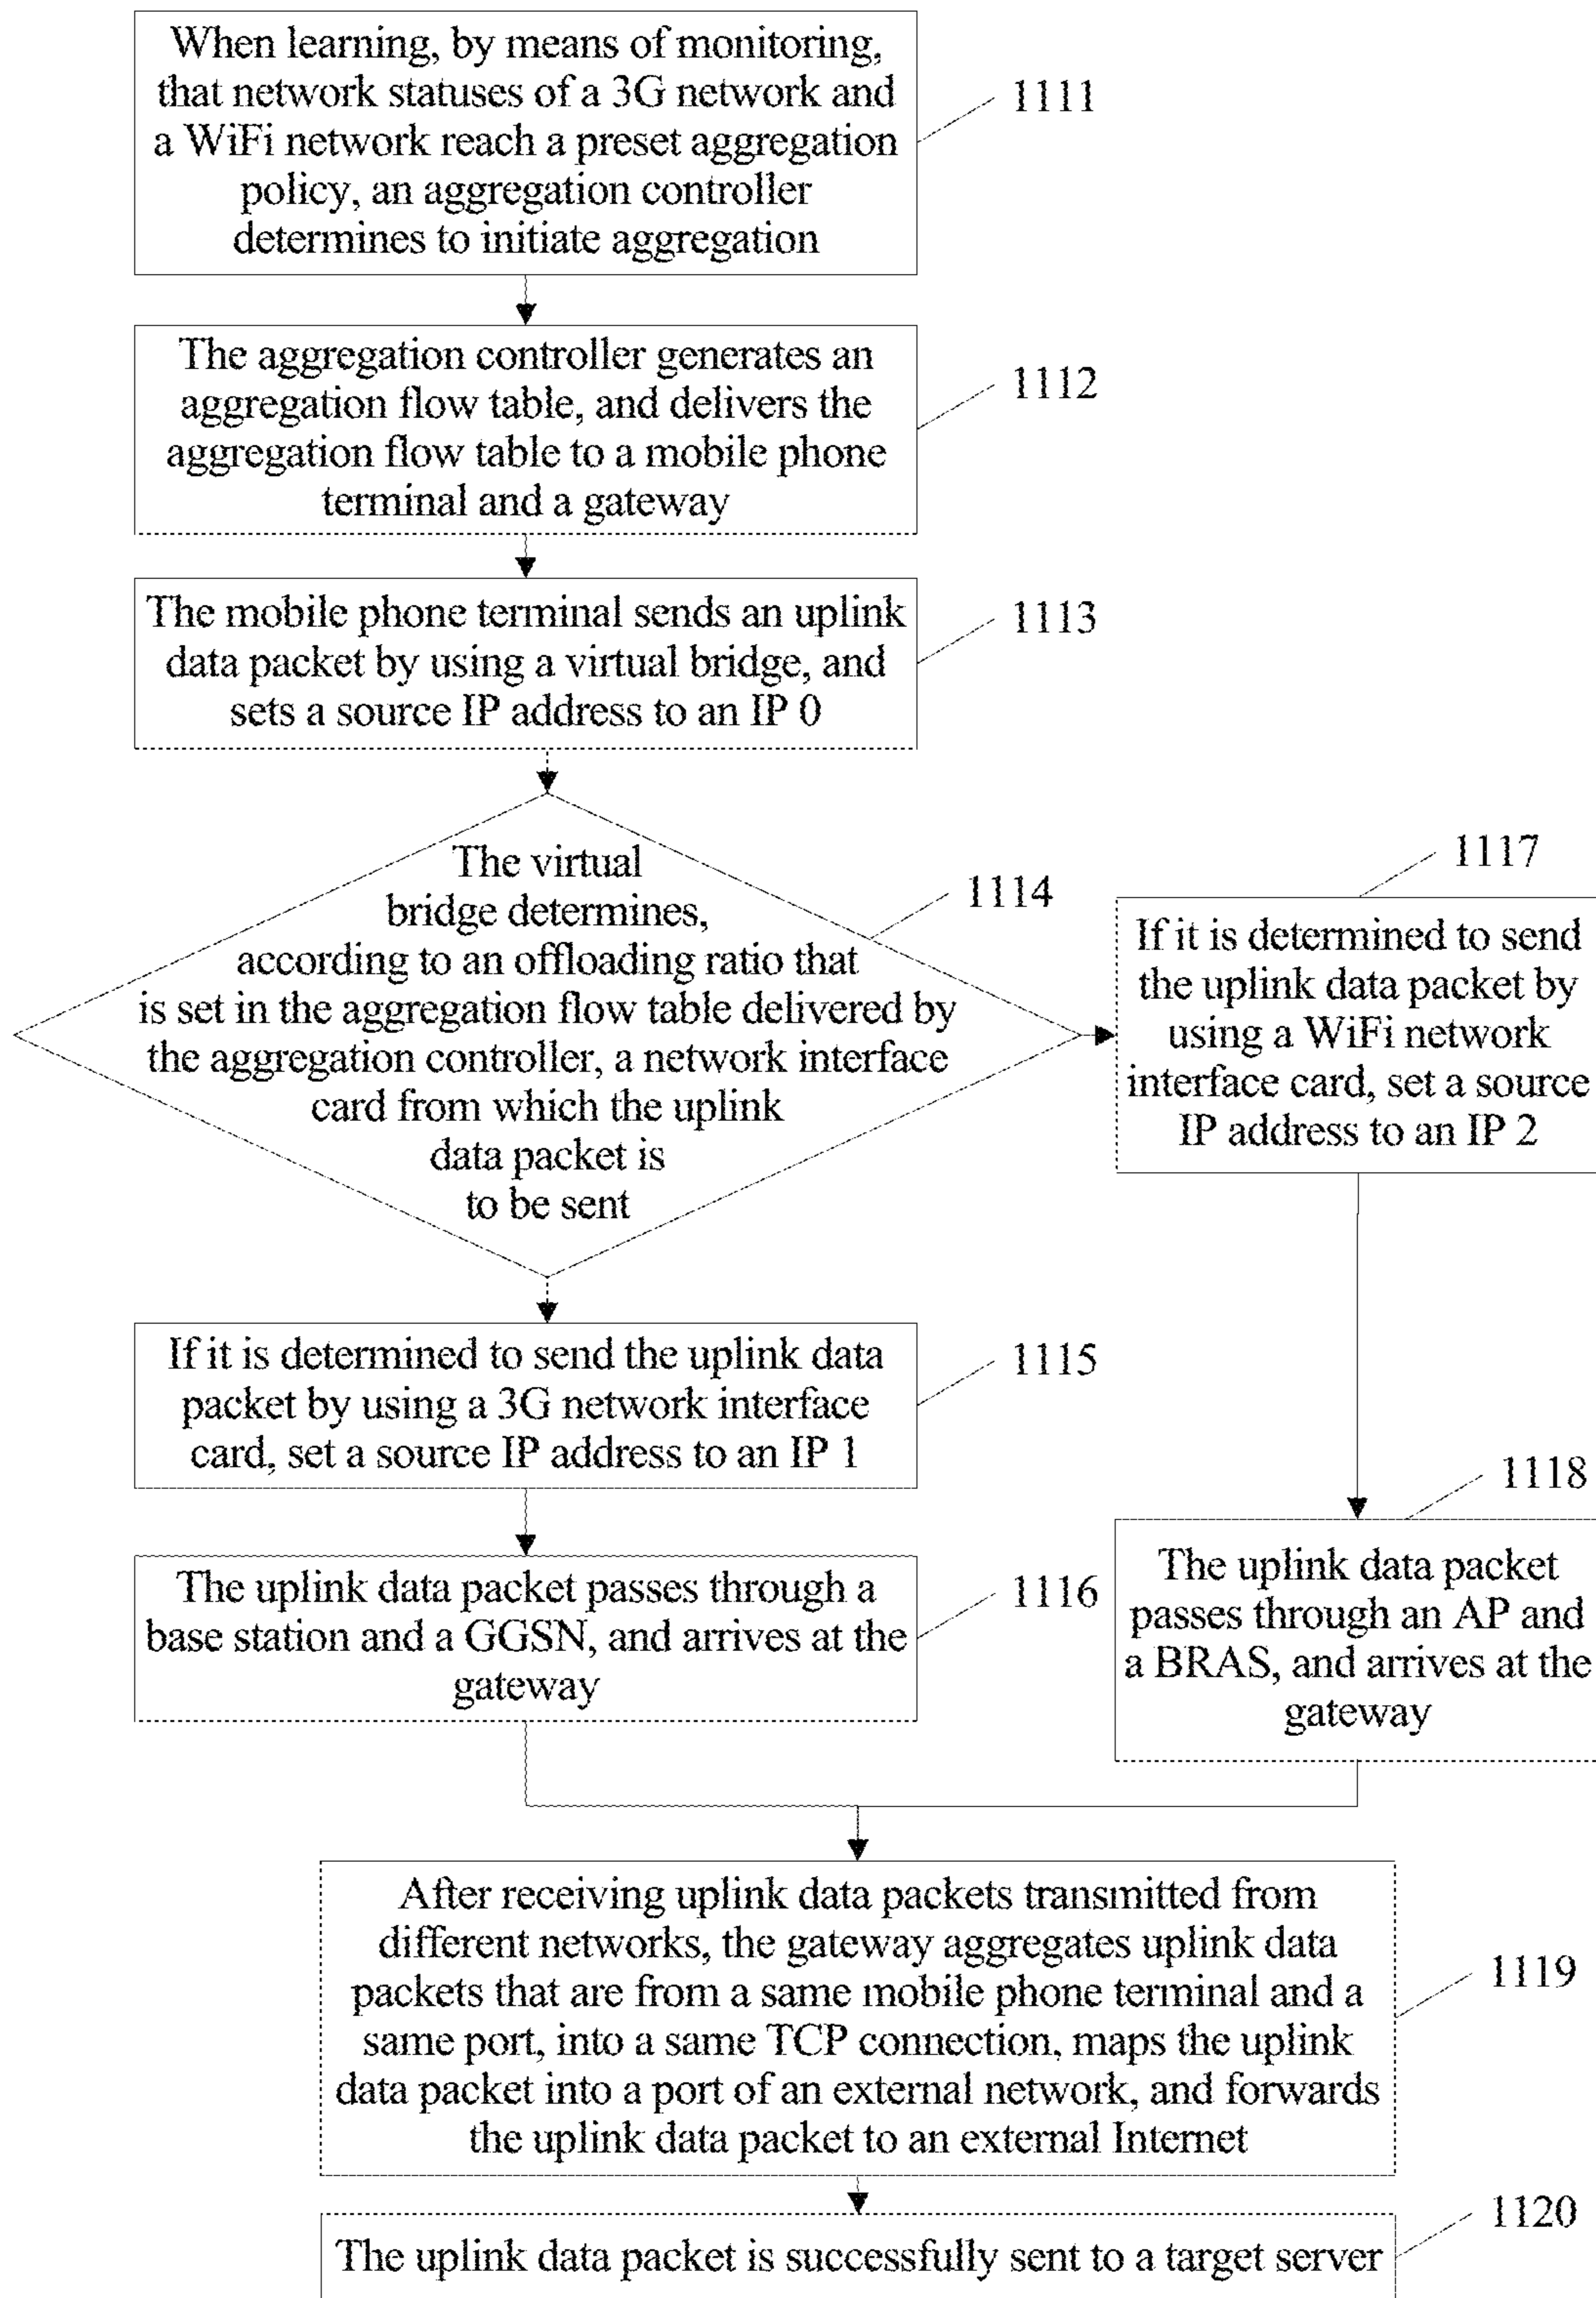 When learning, by means of monitoring,
that network statuses of a 3G network and
a WiFi network reach a preset aggregation
policy, an aggregation controller
determines to initiate aggregation
1111
The aggregation controller generates an
aggregation flow table, and delivers the
aggregation flow table to a mobile phone
terminal and a gateway
1112
The mobile phone terminal sends an uplink
data packet by using a virtual bridge, and
sets a source IP address to an IP 0
1113
The virtual
bridge determines,
according to an offloading ratio that
is set in the aggregation flow table delivered by
the aggregation controller, a network interface
card from which the uplink
data packet is
to be sent
1114
If it is determined to send the uplink data
packet by using a 3G network interface
card, set a source IP address to an IP 1
1115
The uplink data packet passes through a
base station and a GGSN, and arrives at the
gateway
1116
1117
If it is determined to send
the uplink data packet by
using a WiFi network
interface card, set a source
IP address to an IP 2
1118
The uplink data packet
passes through an AP and
a BRAS, and arrives at the
gateway
After receiving uplink data packets transmitted from
different networks, the gateway aggregates uplink data
packets that are from a same mobile phone terminal and a
same port, into a same TCP connection, maps the uplink
data packet into a port of an external network, and forwards
the uplink data packet to an external Internet
1119
The uplink data packet is successfully sent to a target server
1120